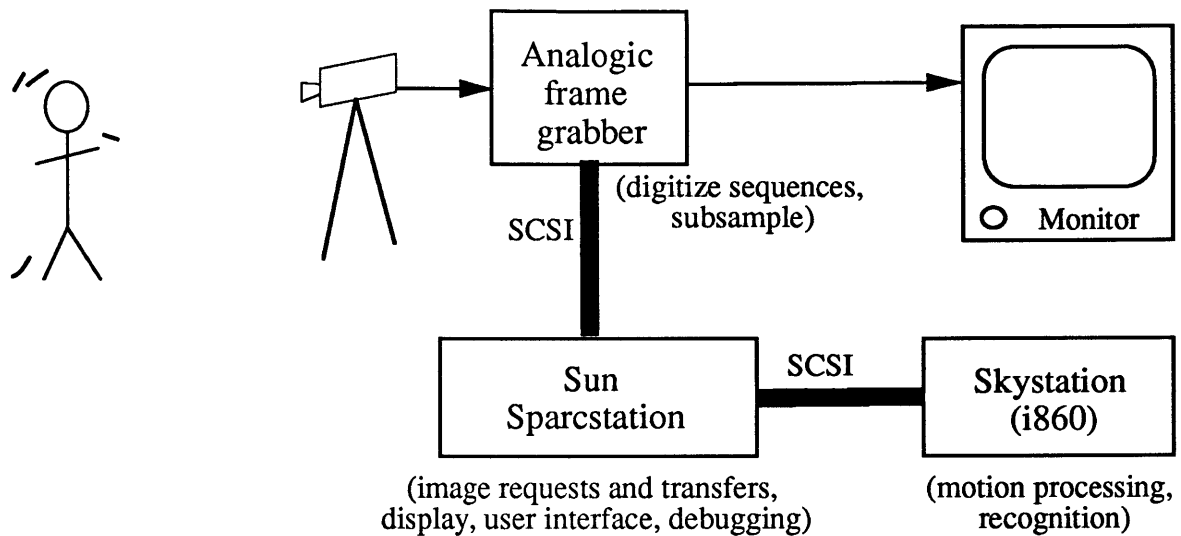 Analogic
frame
grabber
(digitize sequences,
subsample)
SCSI
Monitor
Sun
Sparcstation
(image requests and transfers,
display, user interface, debugging)
SCSI
Skystation
(i860)
(motion processing,
recognition)